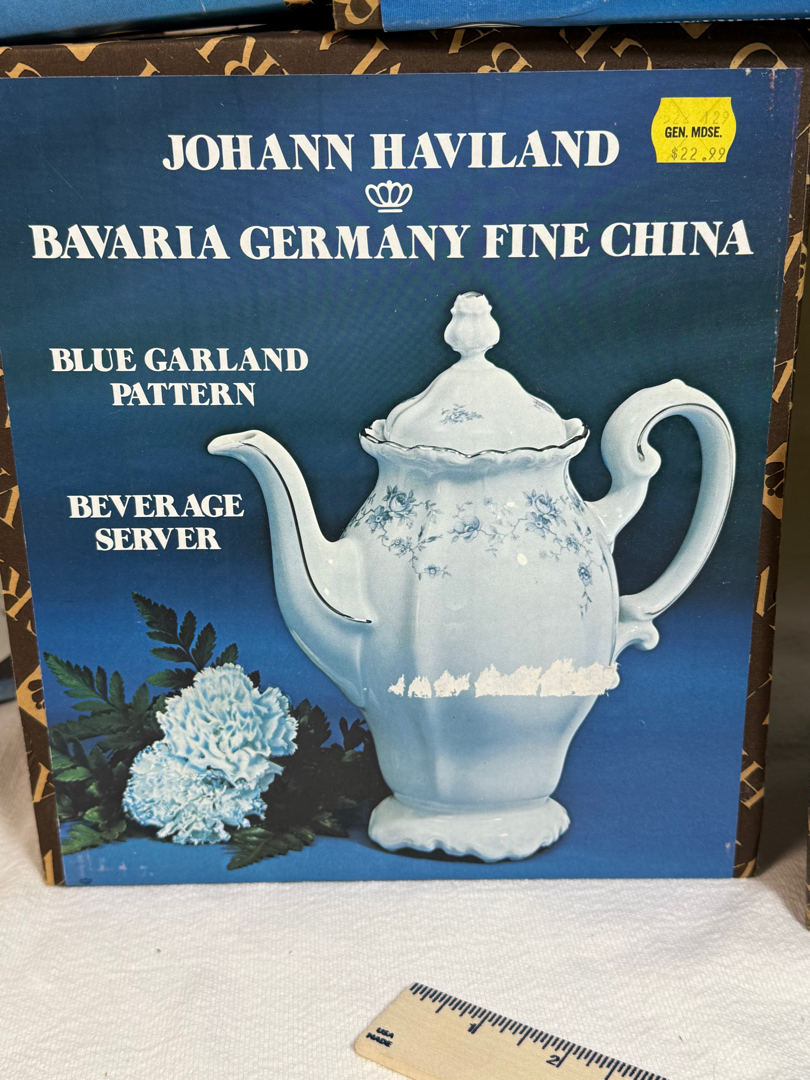 JOHANN HAVILAND
GEN. MDSE.
$22.99
BAVARIA GERMANY FINE CHINA
BLUE GARLAND
PATTERN
BEVERAGE
SERVER
USA
MADE
1
2